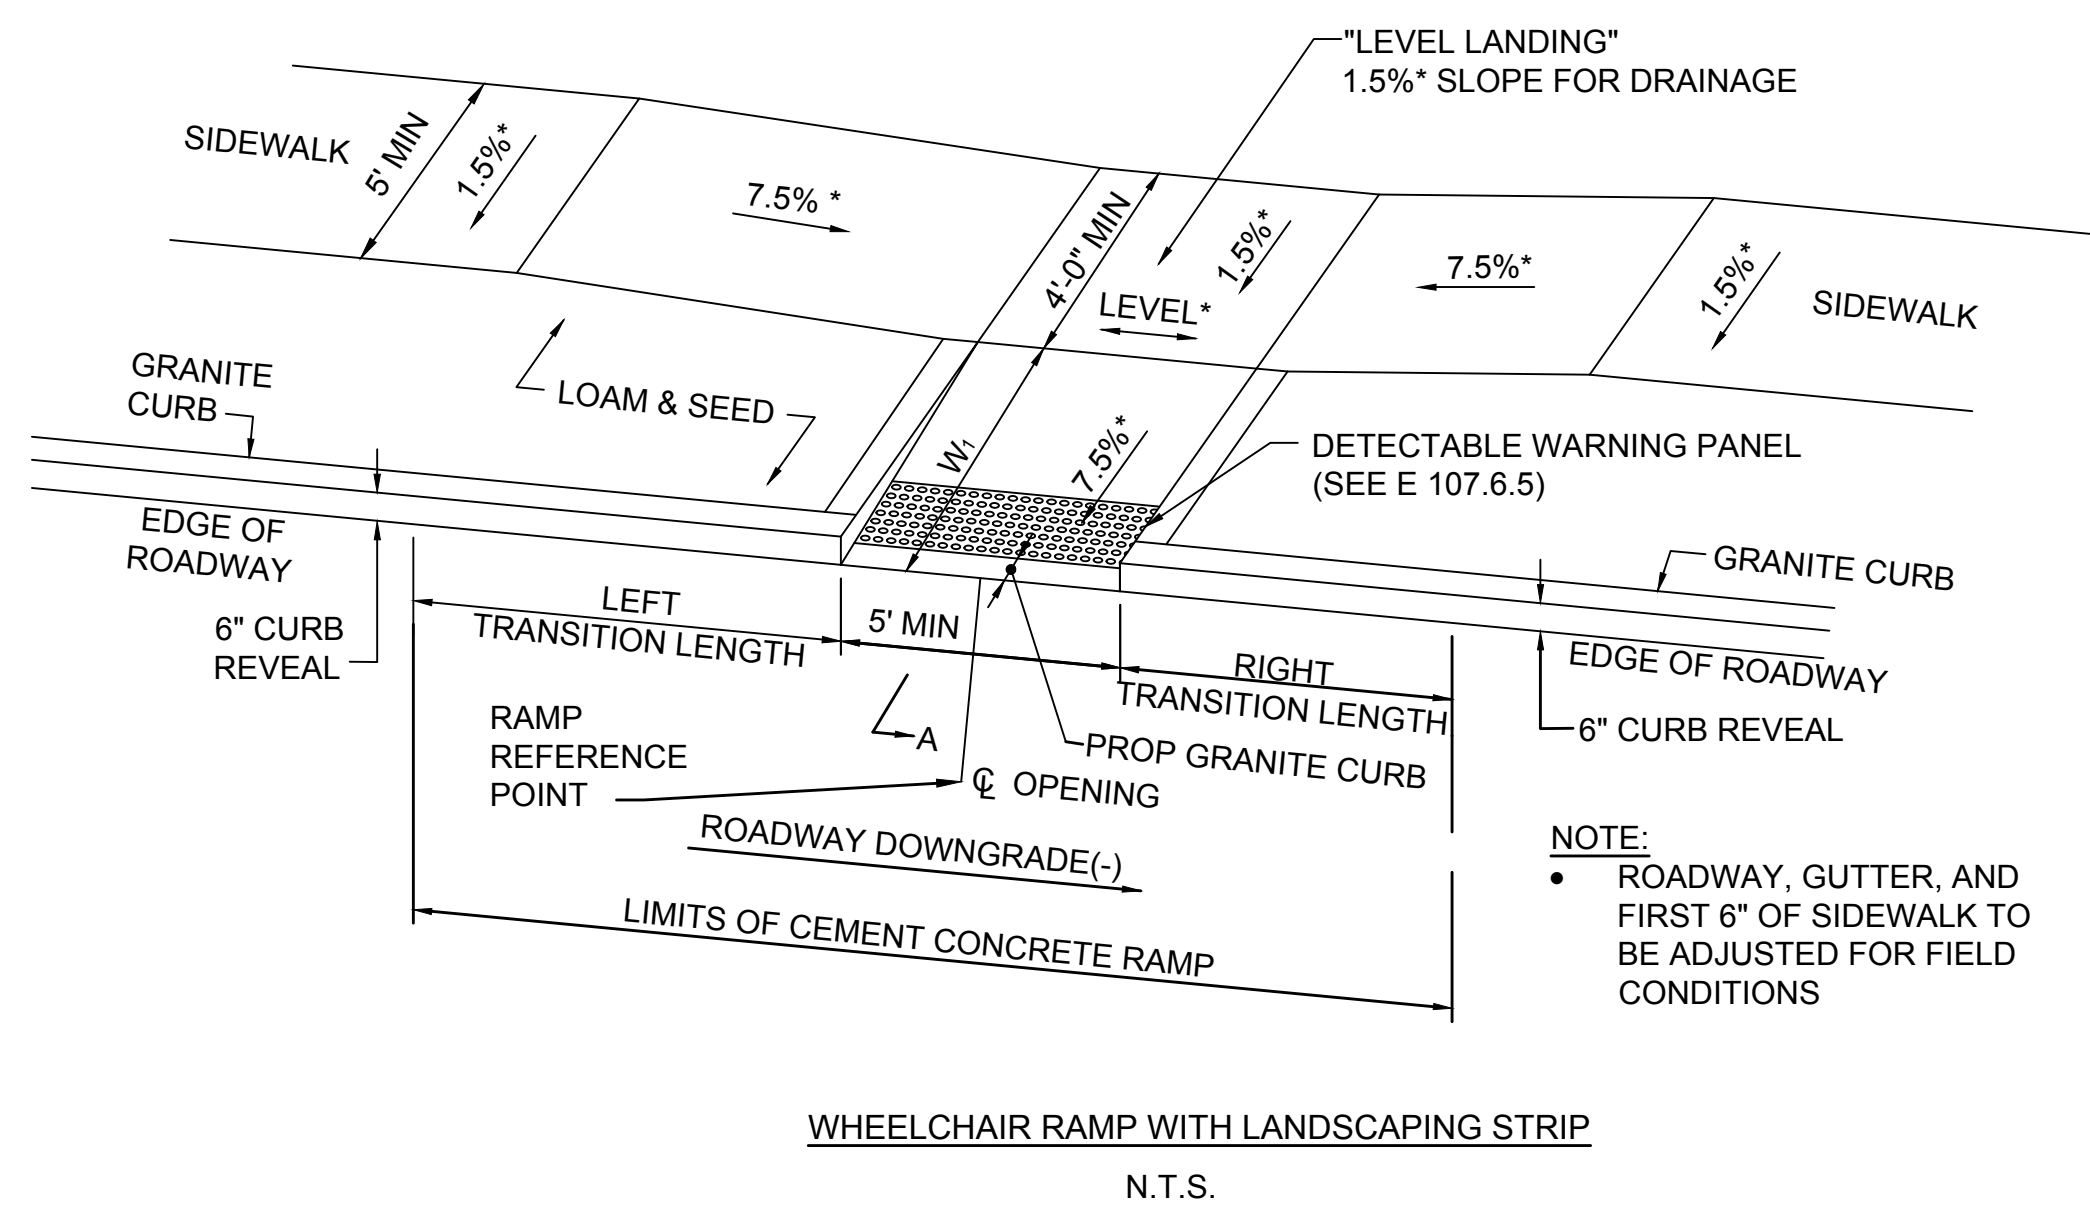 "LEVEL LANDING"
1.5%* SLOPE FOR DRAINAGE
SIDEWALK
5' MIN
1.5%*
7.5% *
4'-0" MIN
1.5%*
LEVEL*
7.5%*
1.5%*
SIDEWALK
GRANITE
CURB
LOAM & SEED
W1
7.5%*
DETECTABLE WARNING PANEL
(SEE E 107.6.5)
EDGE OF
ROADWAY
GRANITE CURB
6" CURB
REVEAL
LEFT
TRANSITION LENGTH
5' MIN
RIGHT
TRANSITION LENGTH
EDGE OF ROADWAY
6" CURB REVEAL
RAMP
REFERENCE
POINT
A
PROP GRANITE CURB
℄ OPENING
ROADWAY DOWNGRADE(-)
LIMITS OF CEMENT CONCRETE RAMP
NOTE:
• ROADWAY, GUTTER, AND
FIRST 6" OF SIDEWALK TO
BE ADJUSTED FOR FIELD
CONDITIONS
WHEELCHAIR RAMP WITH LANDSCAPING STRIP
N.T.S.